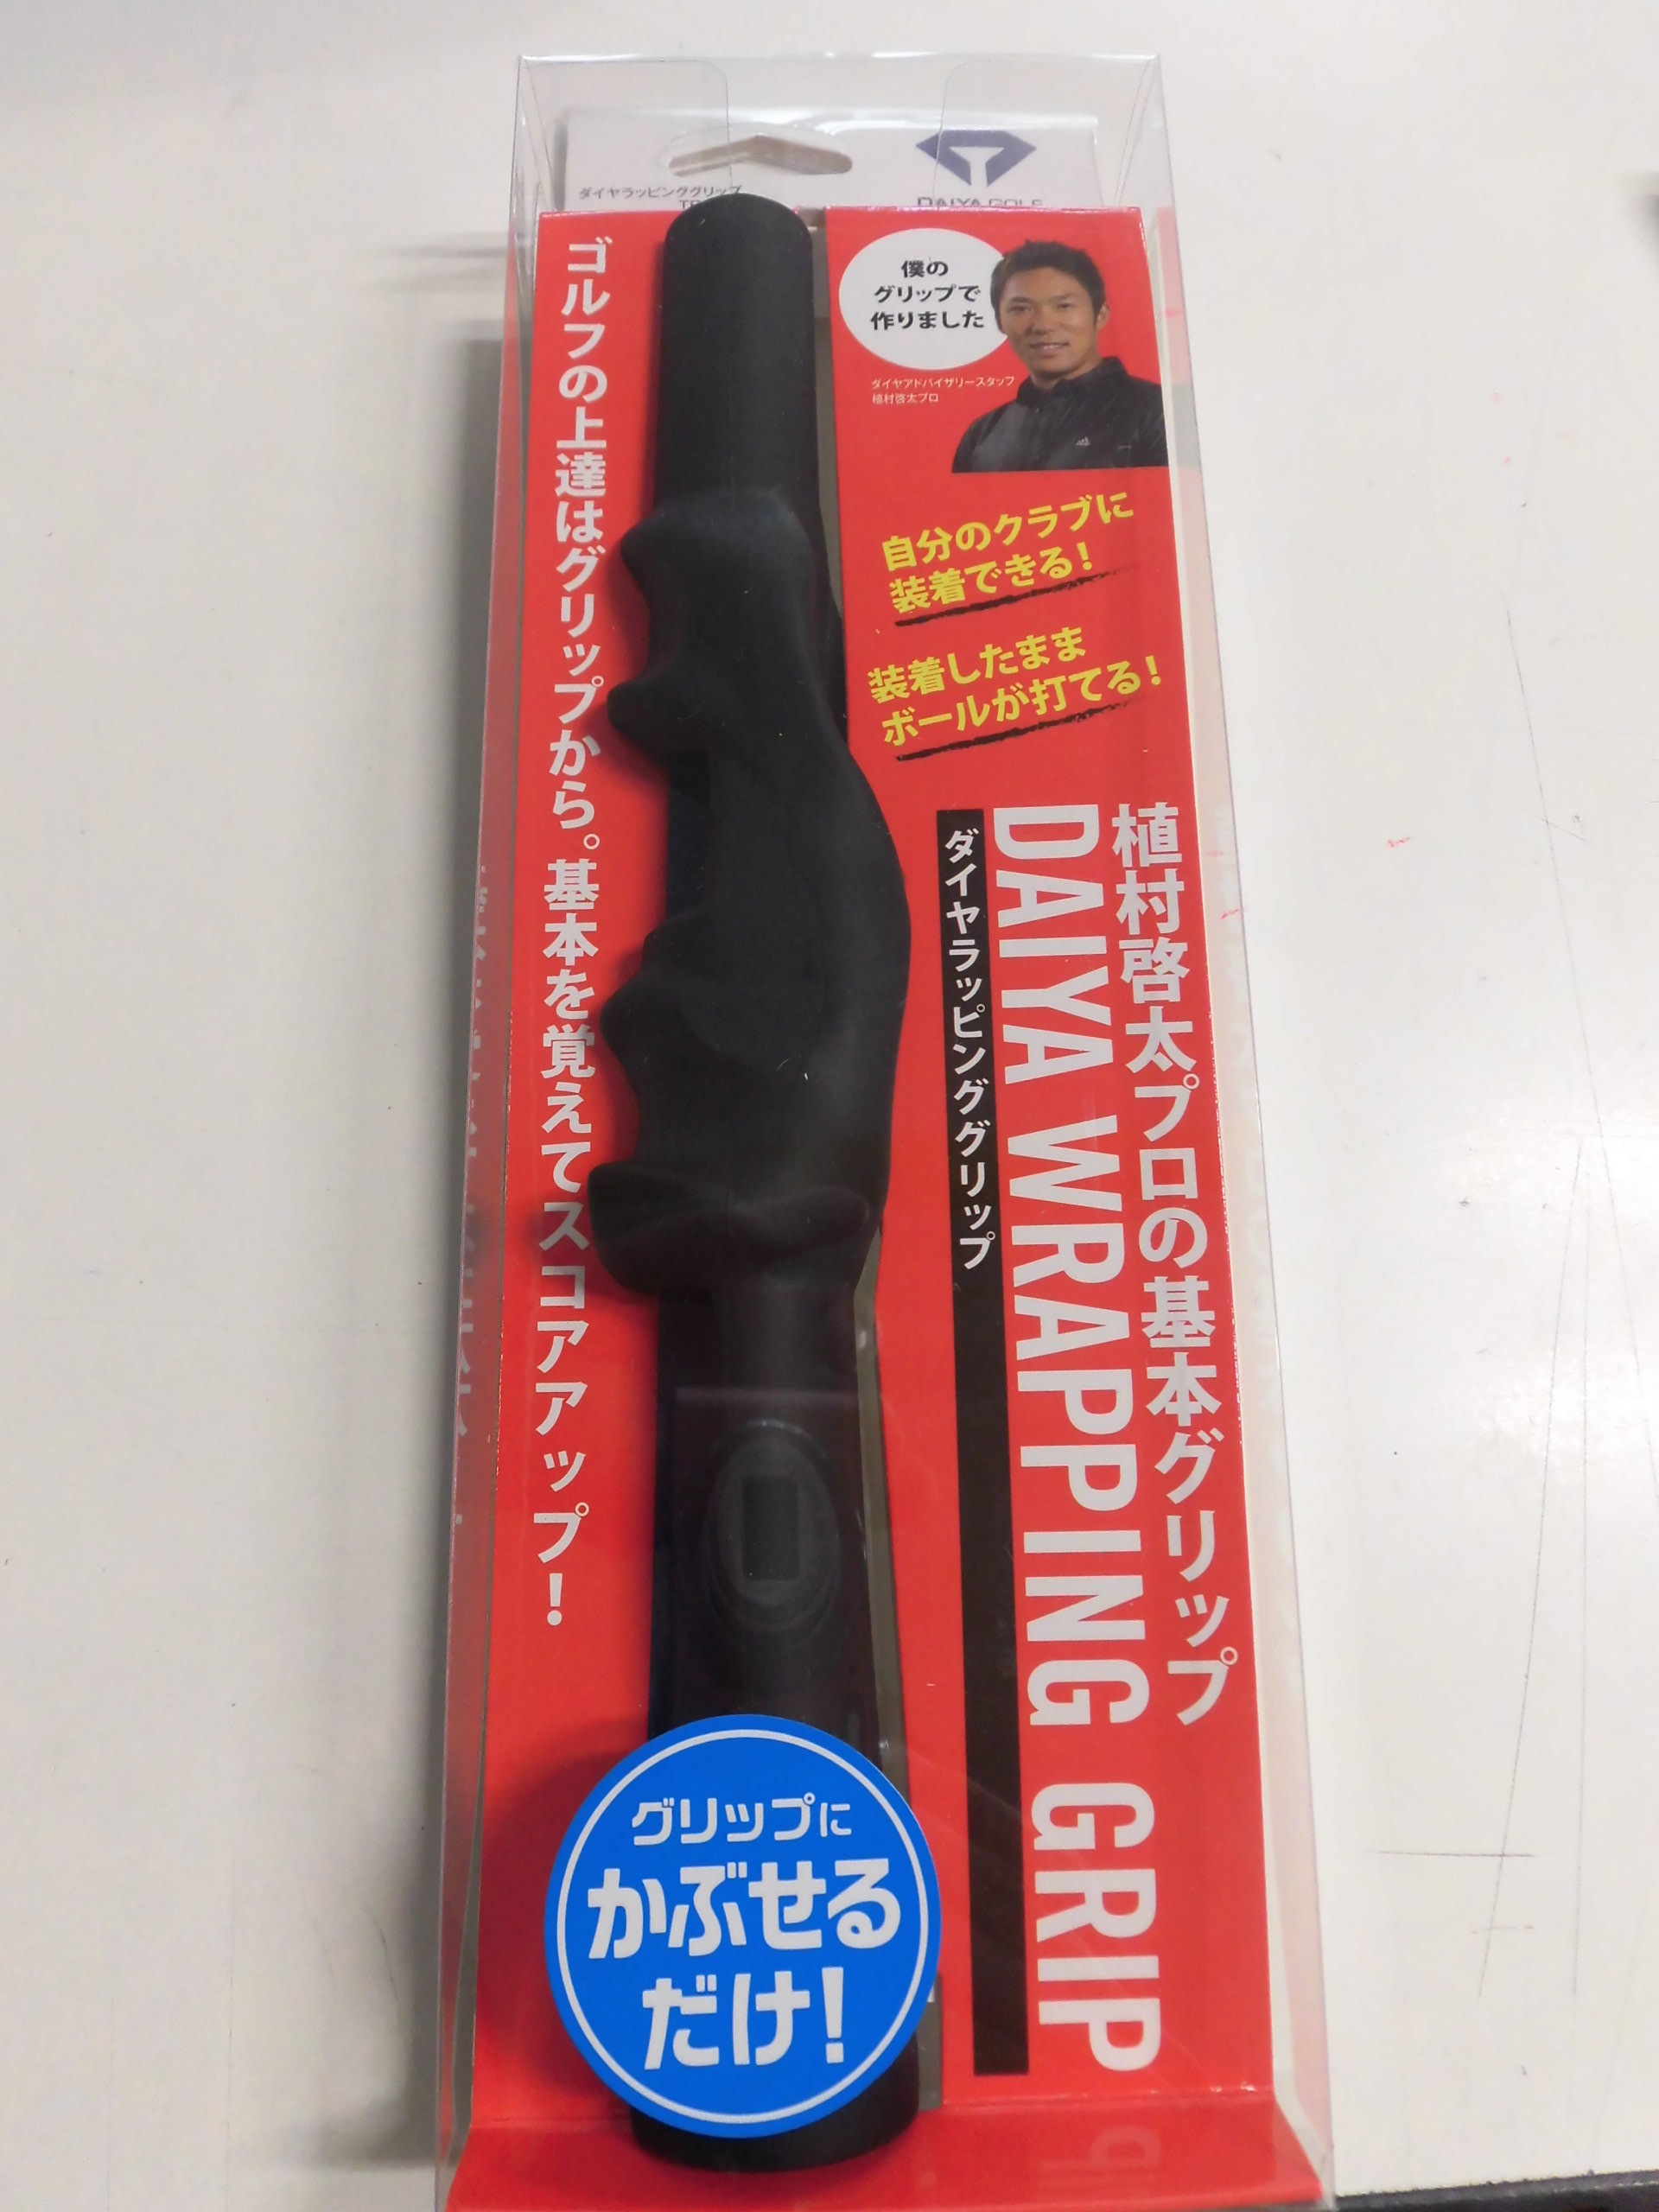 ダイヤラッピンググリップ
DAIYA GOLF
僕の
グリップで
作りました
ダイヤアドバイザリースタッフ
植村啓太プロ
自分のクラブに
装着できる!
装着したまま
ボールが打てる!
植村啓太プロの基本グリップ
DAIYA WRAPPING GRIP
ダイヤラッピンググリップ
ゴルフの上達はグリップから。基本を覚えてスコアアップ!
グリップに
かぶせる
だけ!